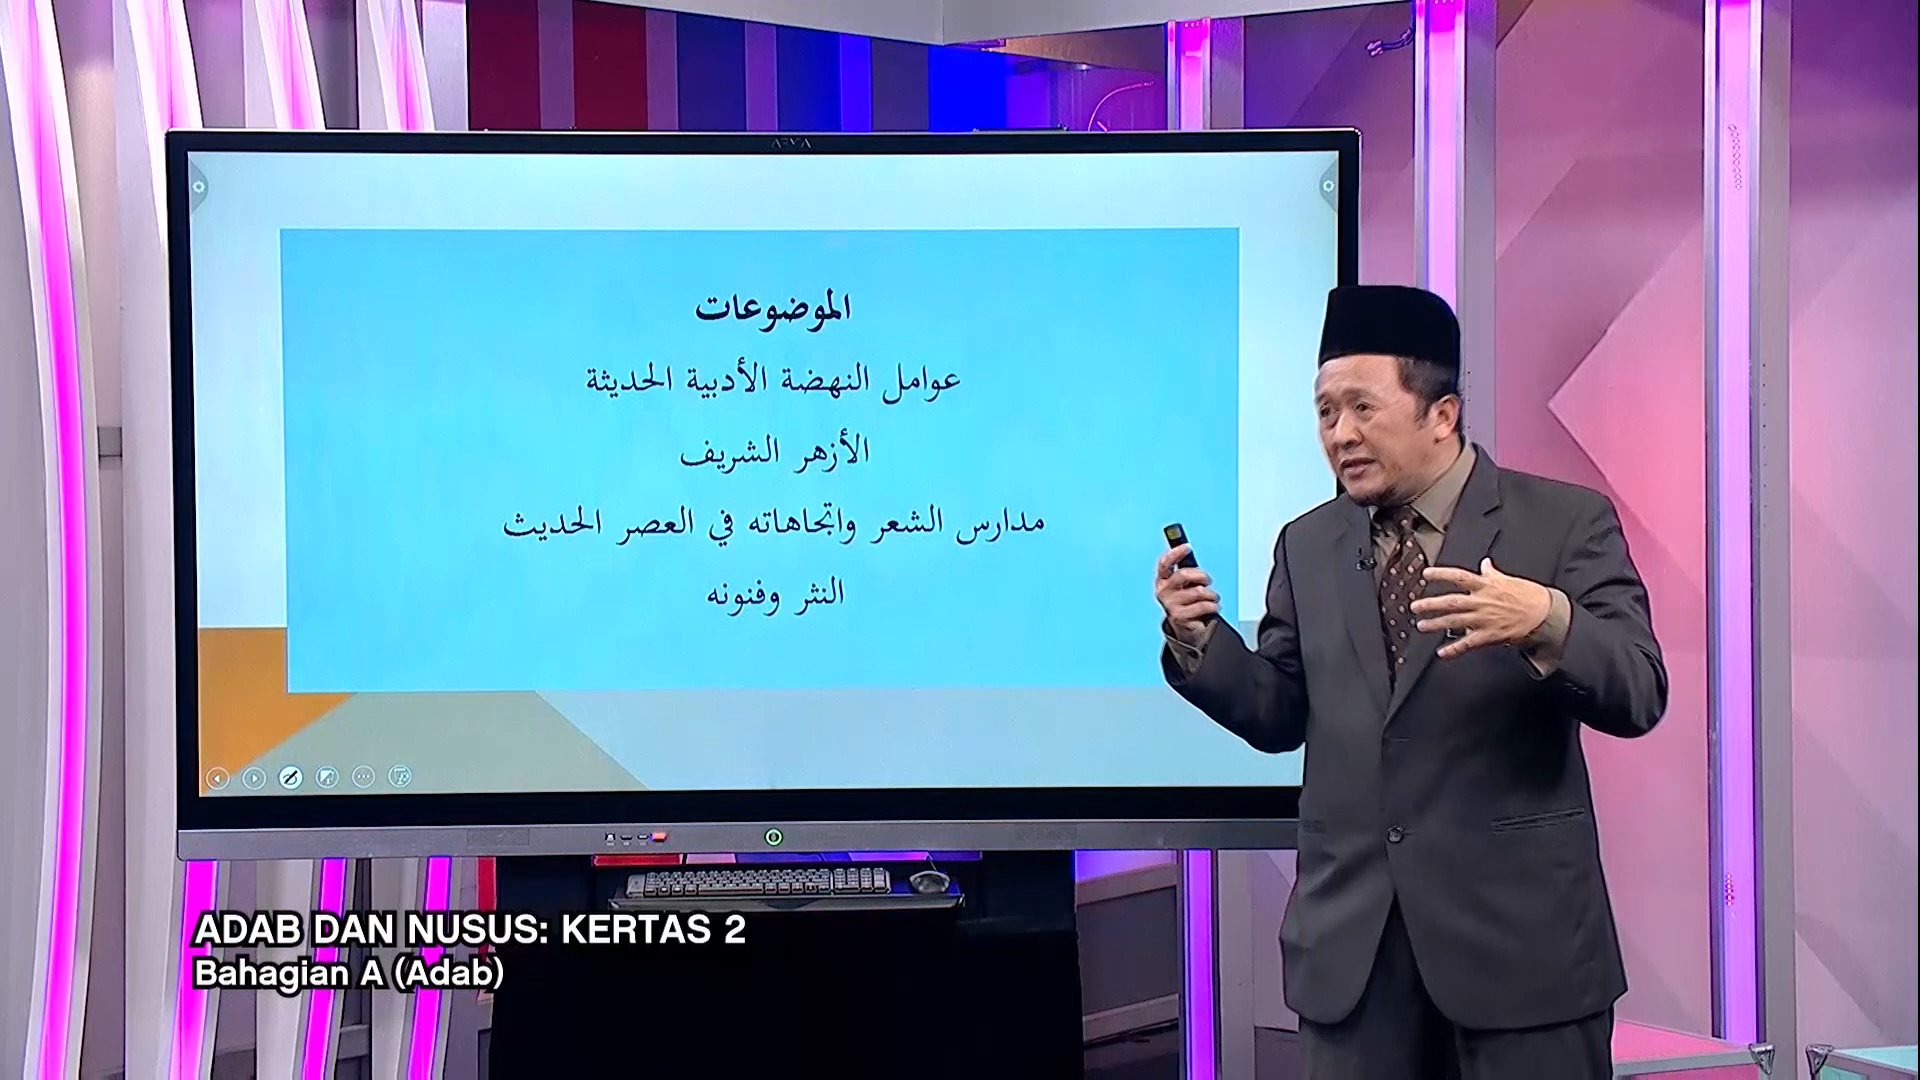 الموضوعات
عوامل النهضة الأدبية الحديثة
الأزهر الشريف
مدارس الشعر واتجاهاته في العصر الحديث
النثر وفنونه
ADAB DAN NUSUS: KERTAS 2
Bahagian A (Adab)